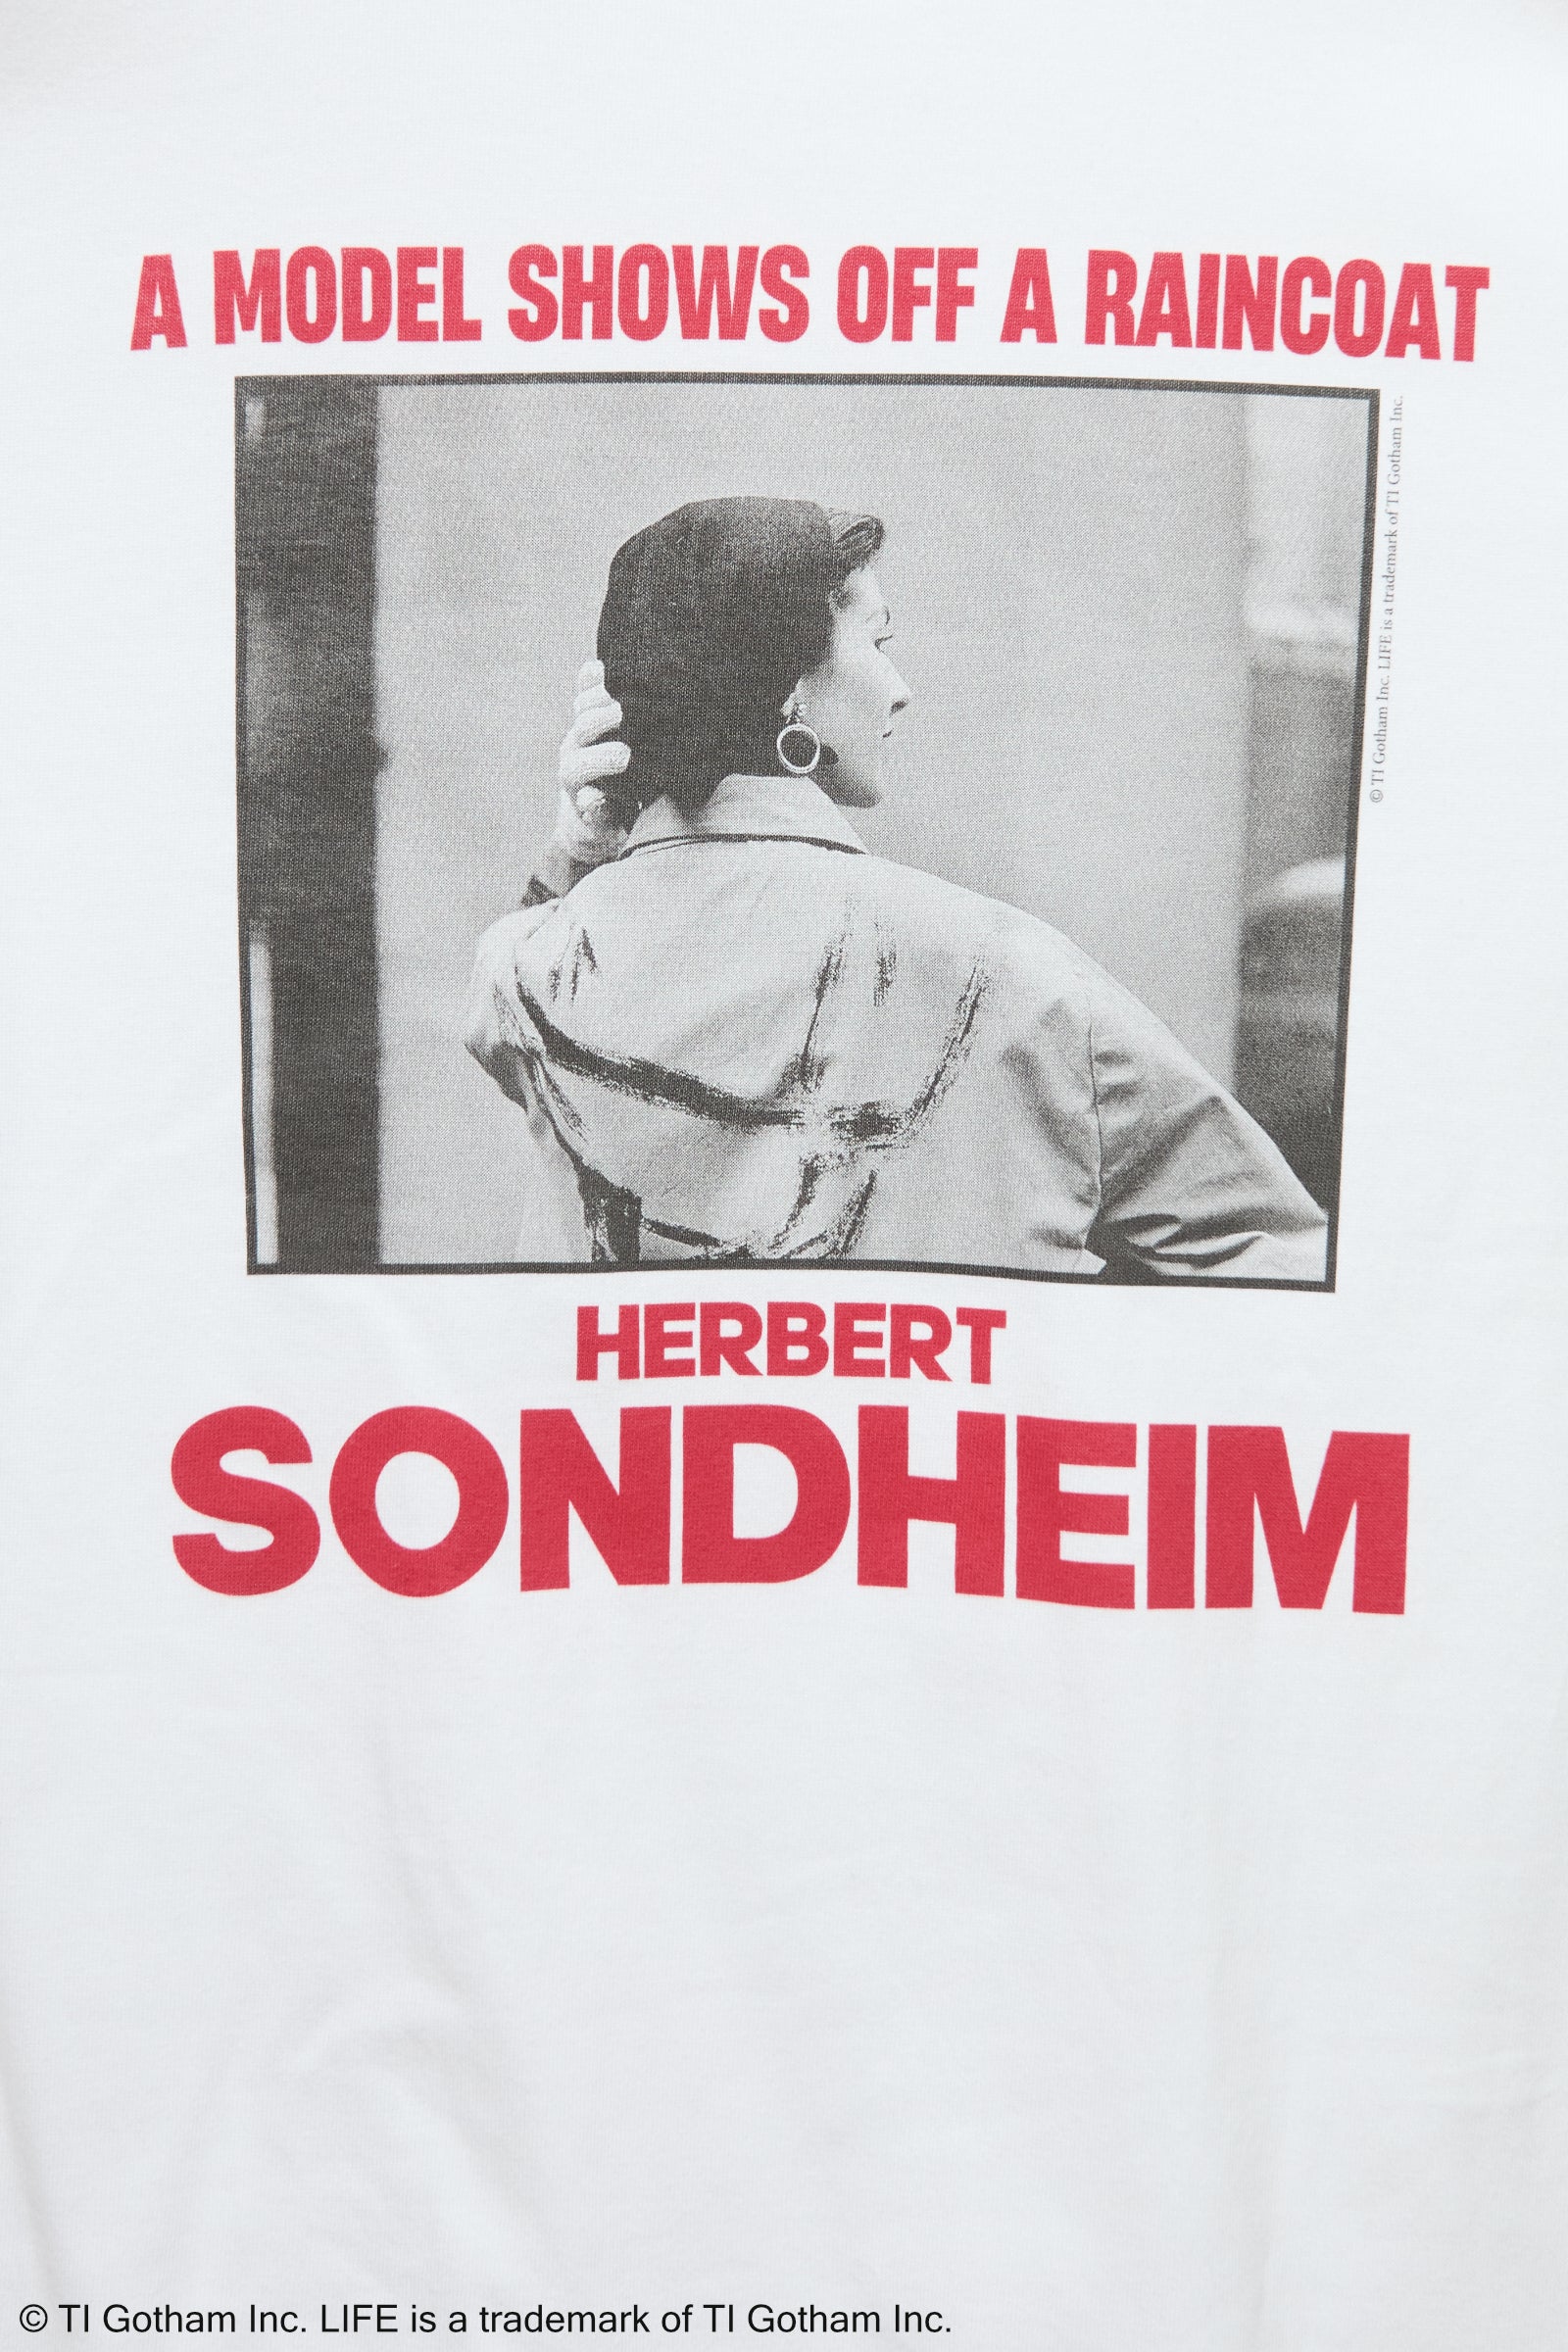 A MODEL SHOWS OFF A RAINCOAT
© TI Gotham Inc. LIFE is a trademark of TI Gotham Inc.
HERBERT
SONDHEIM
© TI Gotham Inc. LIFE is a trademark of TI Gotham Inc.